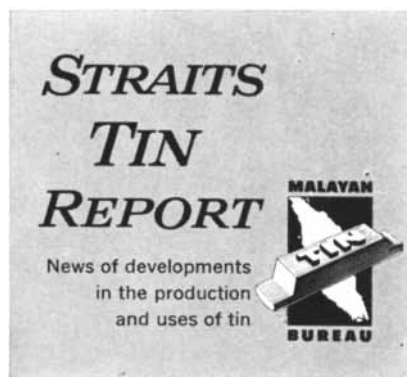 STRAITS
TIN
REPORT
News of developments
in the production
and uses of tin
MALAYAN
TIN
BUREAU